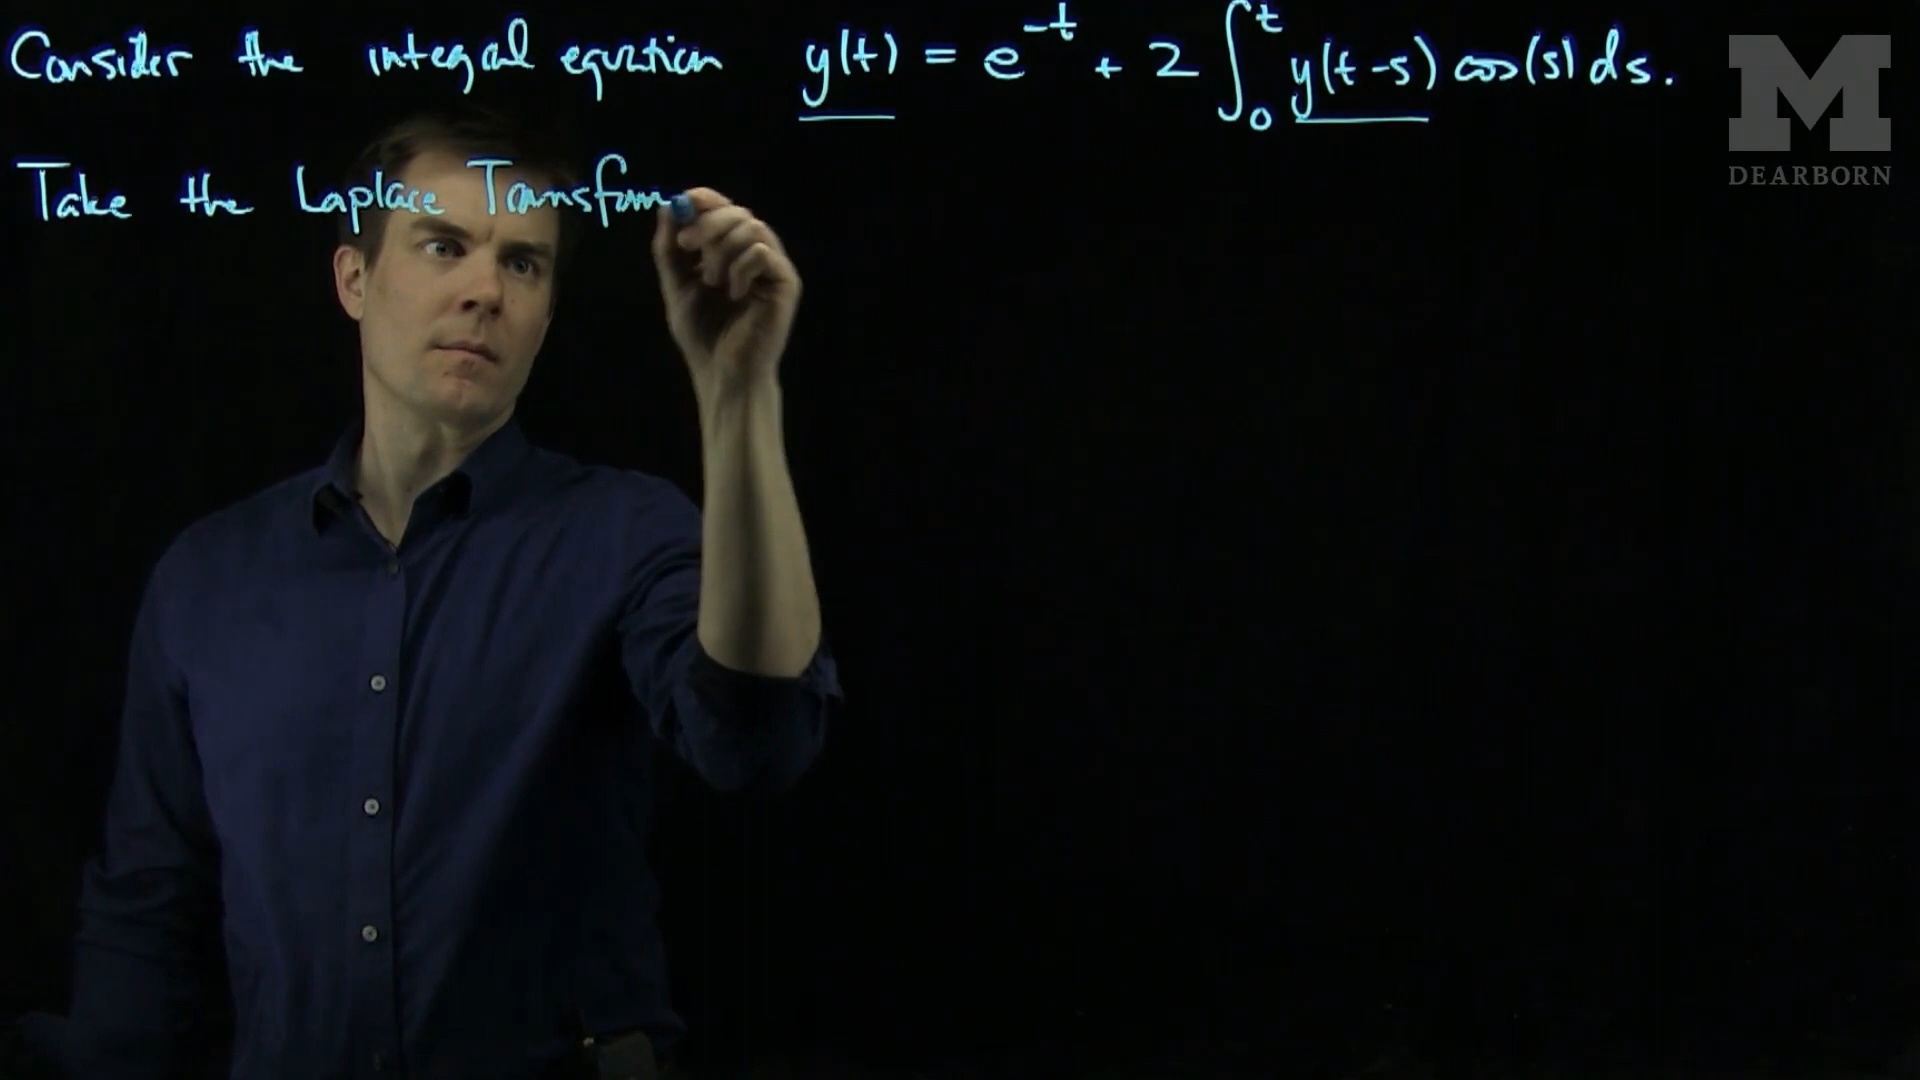 Consider the integral equation y(t) = e^{-t} + 2 ∫_0^t y(t-s) cos(s) ds.
Take the Laplace Transform
M
DEARBORN